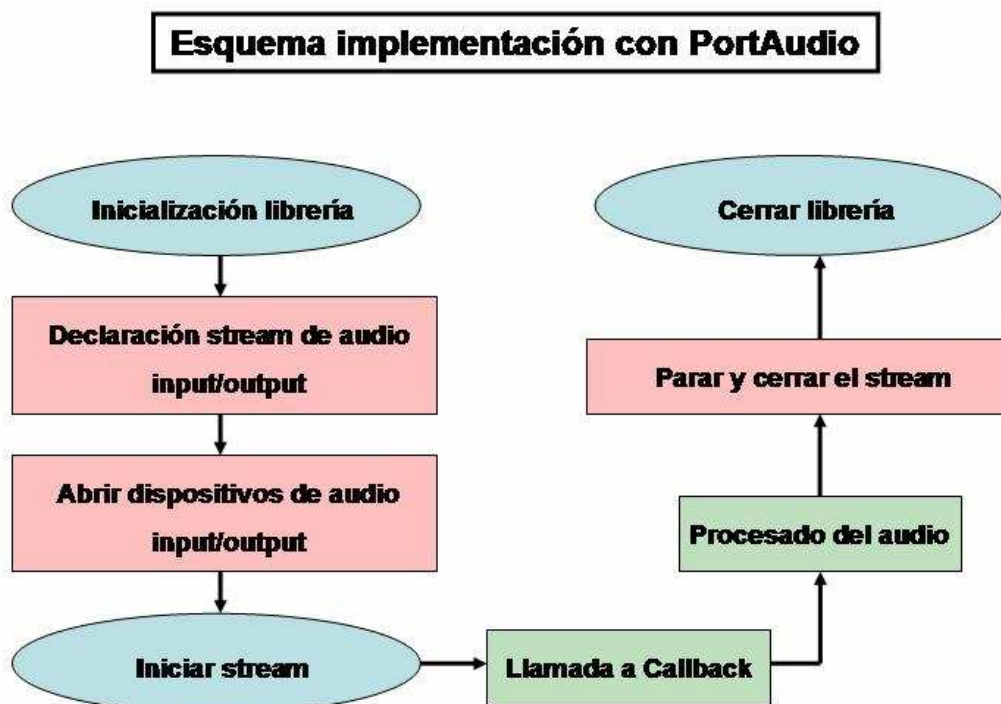 Esquema implementación con PortAudio
Inicialización librería
Declaración stream de audio
input/output
Abrir dispositivos de audio
input/output
Iniciar stream
Llamada a Callback
Procesado del audio
Parar y cerrar el stream
Cerrar librería